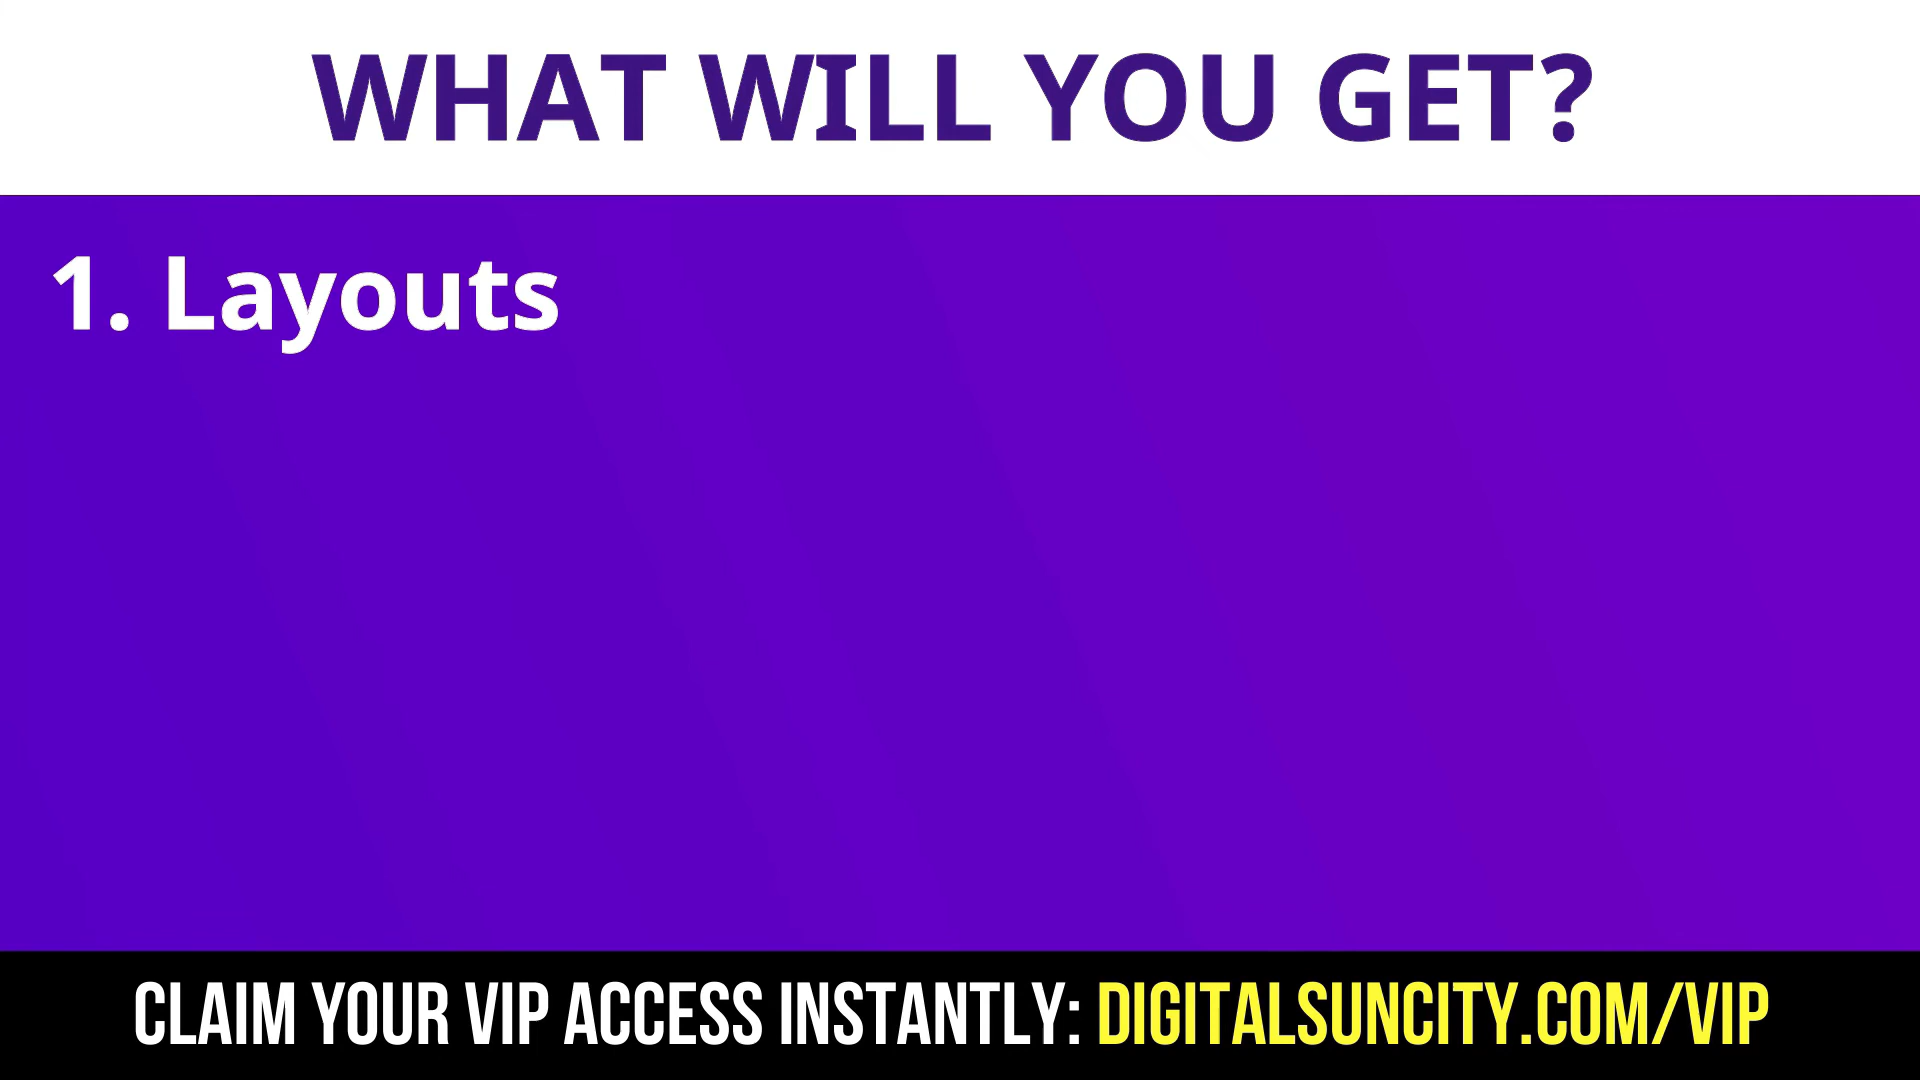 WHAT WILL YOU GET?
1. Layouts
CLAIM YOUR VIP ACCESS INSTANTLY: DIGITALSUNCITY.COM/VIP